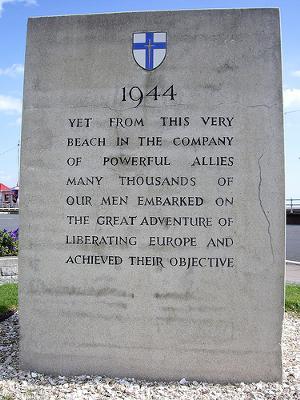 1944
YET FROM THIS VERY
BEACH IN THE COMPANY
OF POWERFUL ALLIES
MANY THOUSANDS OF
OUR MEN EMBARKED ON
THE GREAT ADVENTURE OF
LIBERATING EUROPE AND
ACHIEVED THEIR OBJECTIVE